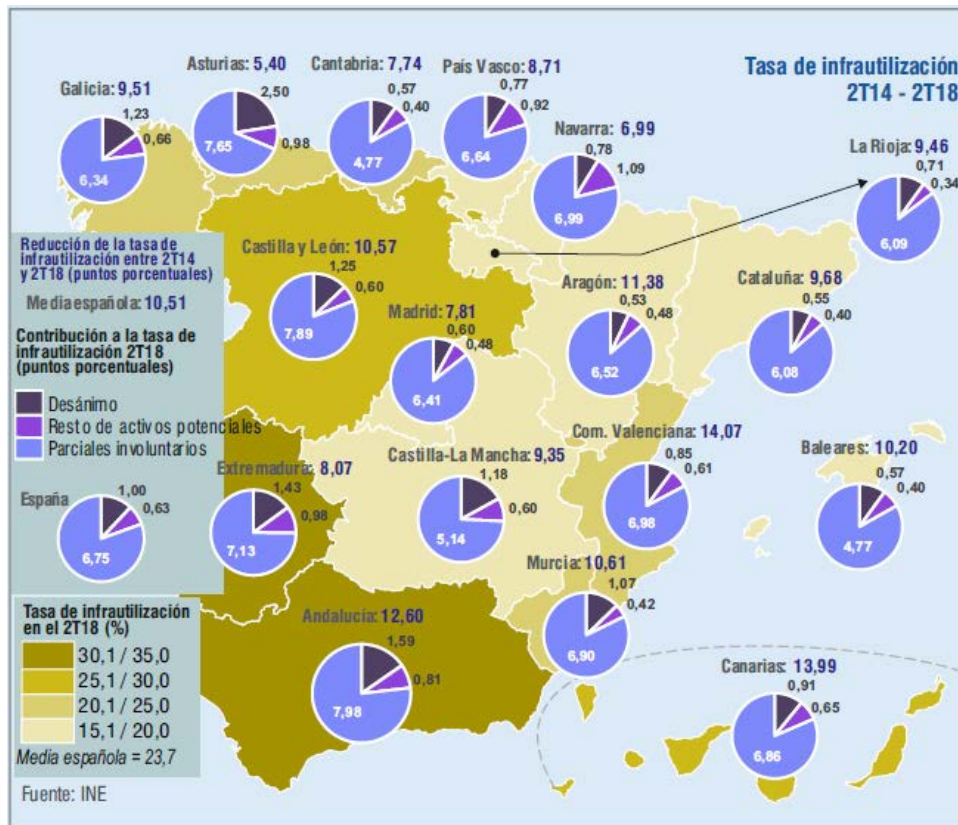 Tasa de infrautilización
2T14 - 2T18
Galicia: 9,51
1,23
0,66
6,34
Asturias: 5,40
2,50
0,98
7,65
Cantabria: 7,74
0,57
0,40
4,77
País Vasco: 8,71
0,77
0,92
6,64
Navarra: 6,99
0,78
1,09
6,99
La Rioja: 9,46
0,71
0,34
6,09
Castilla y León: 10,57
1,25
0,60
7,89
Madrid: 7,81
0,60
0,48
6,41
Aragón: 11,38
0,53
0,48
6,52
Cataluña: 9,68
0,55
0,40
6,08
Reducción de la tasa de
infrautilización entre 2T14
y 2T18 (puntos porcentuales)
Media española: 10,51
Contribución a la tasa de
infrautilización 2T18
(puntos porcentuales)
Desánimo
Resto de activos potenciales
Parciales involuntarios
España
1,00
0,63
6,75
Extremadura: 8,07
1,43
0,98
7,13
Castilla-La Mancha: 9,35
1,18
0,60
5,14
Com. Valenciana: 14,07
0,85
0,61
6,98
Baleares: 10,20
0,57
0,40
4,77
Murcia: 10,61
1,07
0,42
6,90
Andalucía: 12,60
1,59
0,81
7,98
Canarias: 13,99
0,91
0,65
6,86
Tasa de infrautilización
en el 2T18 (%)
30,1 / 35,0
25,1 / 30,0
20,1 / 25,0
15,1 / 20,0
Media española = 23,7
Fuente: INE